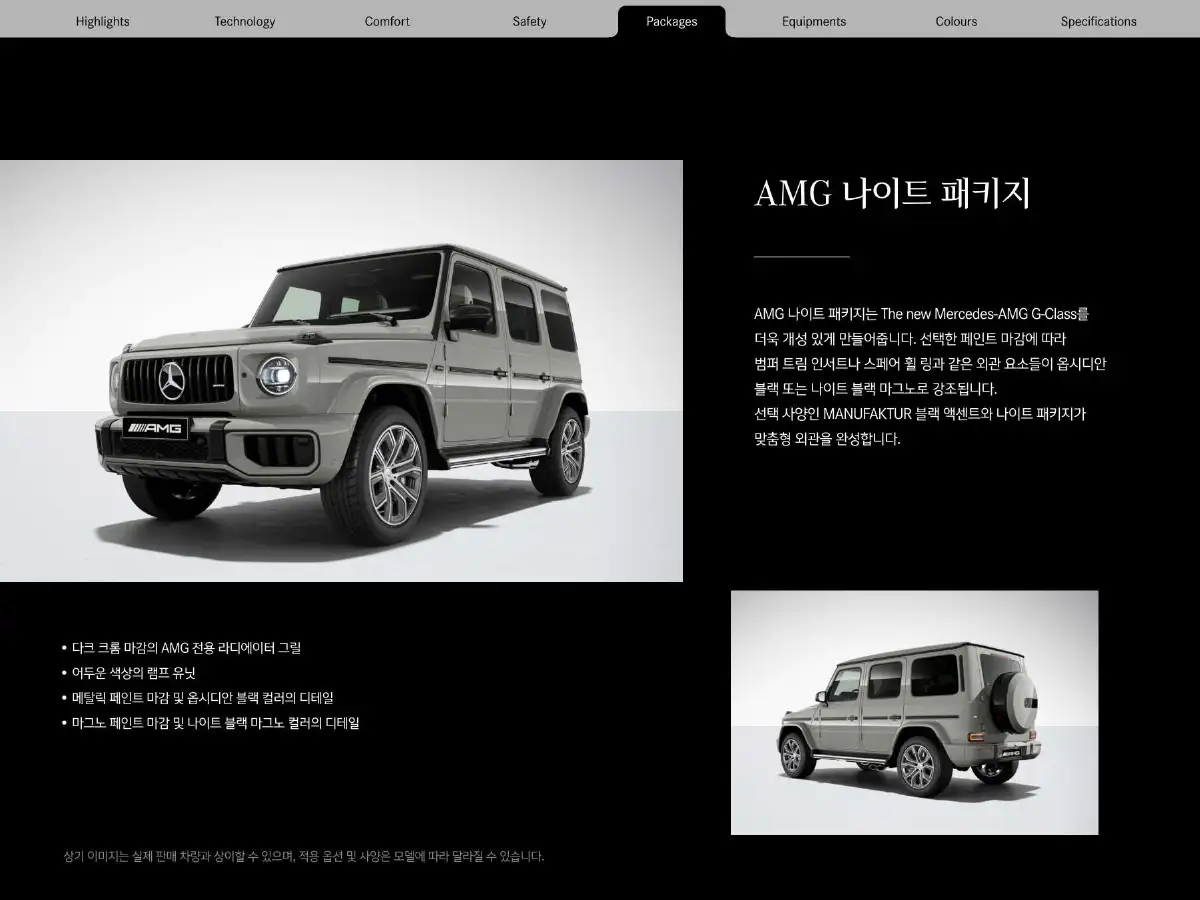 Highlights
Technology
Comfort
Safety
Packages
Equipments
Colours
Specifications
AMG 나이트 패키지
AMG 나이트 패키지는 The new Mercedes-AMG G-Class를
더욱 개성 있게 만들어줍니다. 선택한 페인트 마감에 따라
범퍼 트림 인서트나 스페어 휠 링과 같은 외관 요소들이 옵시디안
블랙 또는 나이트 블랙 마그노로 강조됩니다.
선택 사양인 MANUFAKTUR 블랙 액센트와 나이트 패키지가
맞춤형 외관을 완성합니다.
AMG
• 다크 크롬 마감의 AMG 전용 라디에이터 그릴
• 어두운 색상의 램프 유닛
• 메탈릭 페인트 마감 및 옵시디안 블랙 컬러의 디테일
• 마그노 페인트 마감 및 나이트 블랙 마그노 컬러의 디테일
상기 이미지는 실제 판매 차량과 상이할 수 있으며, 적용 옵션 및 사양은 모델에 따라 달라질 수 있습니다.